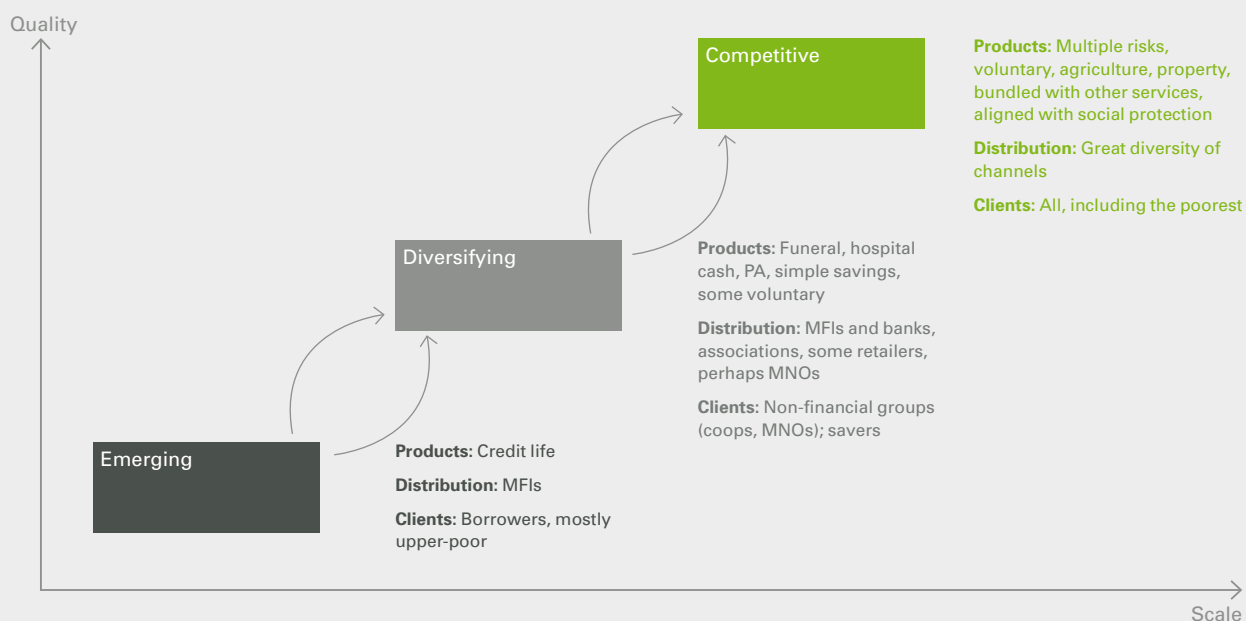 Quality
Competitive
Products: Multiple risks,
voluntary, agriculture, property,
bundled with other services,
aligned with social protection
Distribution: Great diversity of
channels
Clients: All, including the poorest
Diversifying
Products: Funeral, hospital
cash, PA, simple savings,
some voluntary
Distribution: MFIs and banks,
associations, some retailers,
perhaps MNOs
Clients: Non-financial groups
(coops, MNOs); savers
Emerging
Products: Credit life
Distribution: MFIs
Clients: Borrowers, mostly
upper-poor
Scale